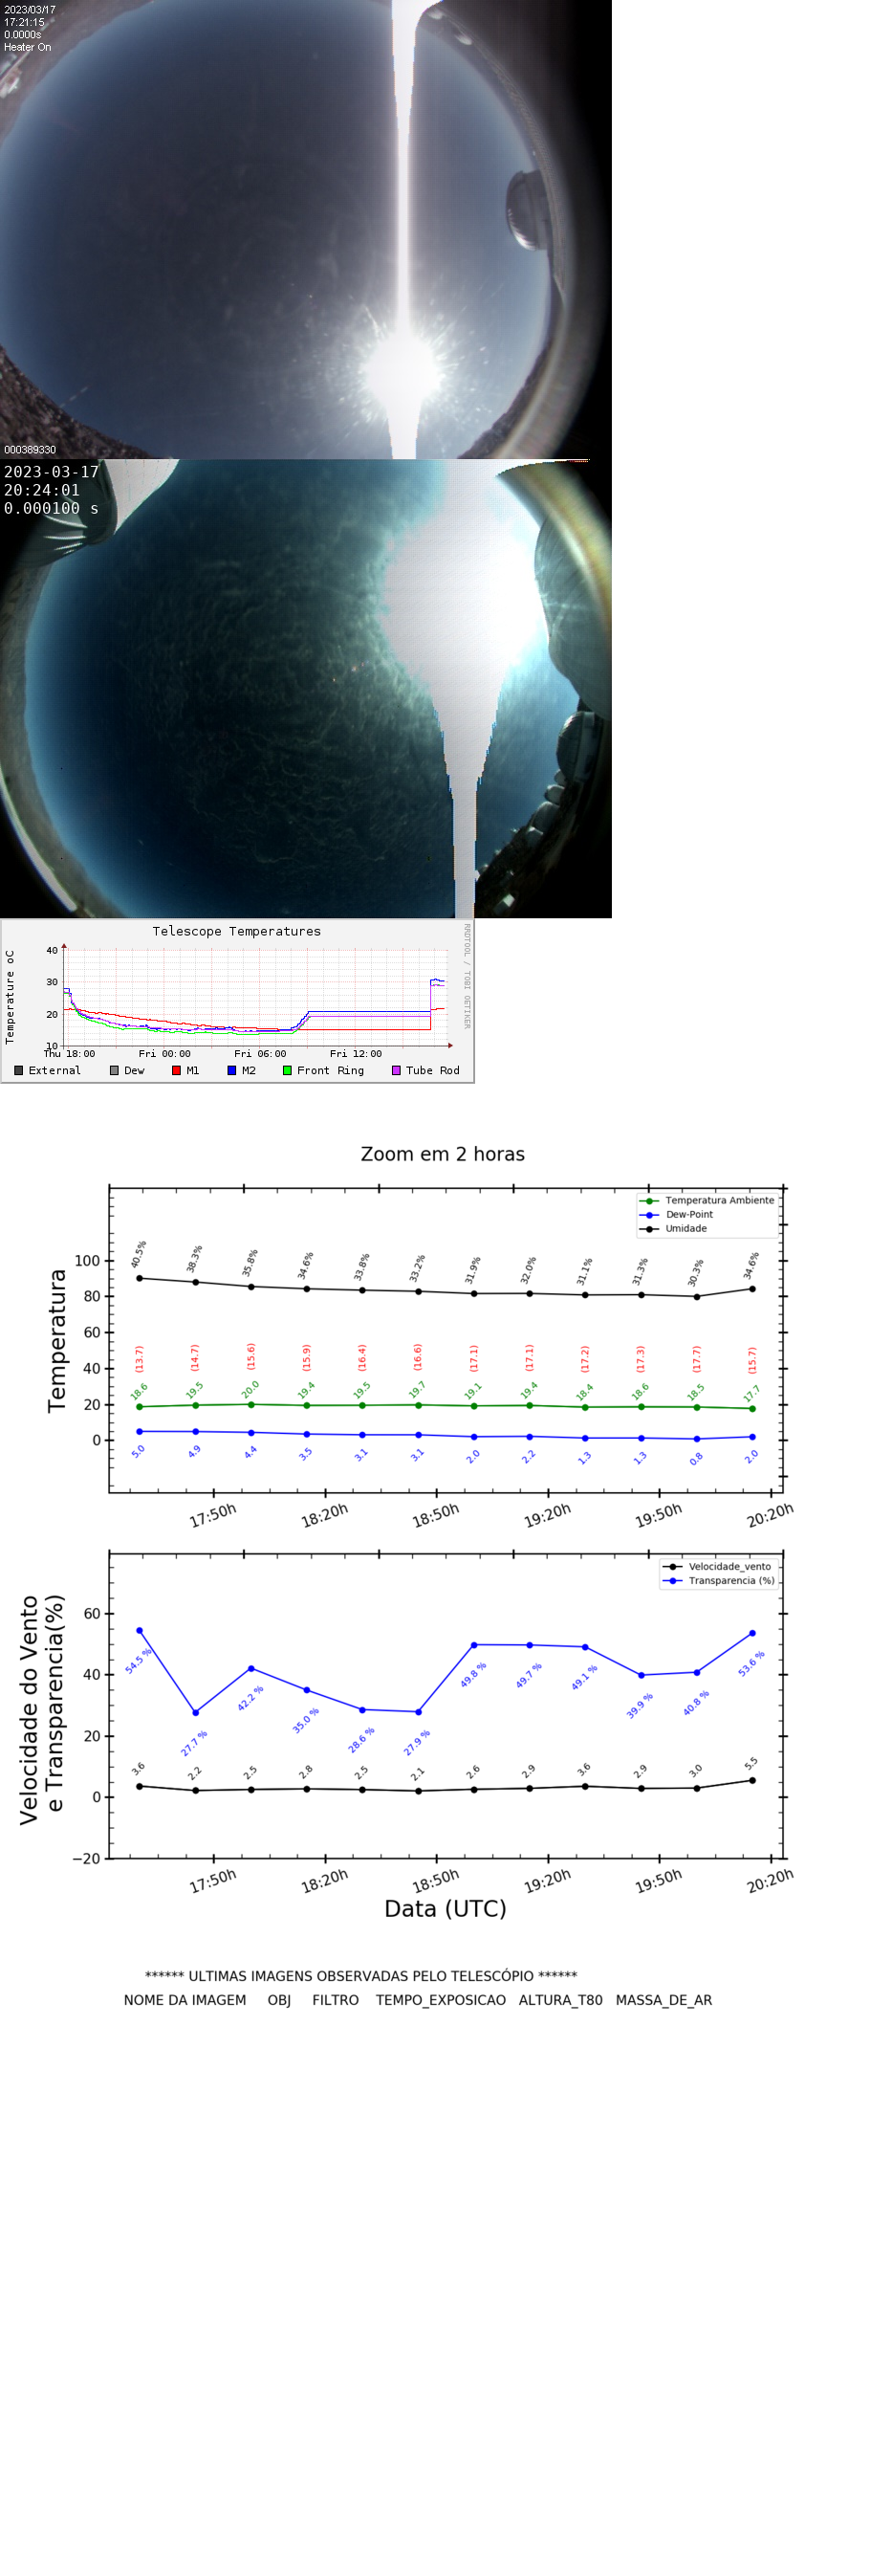 2023/03/17
17:21:15
0.0000s
Heater On
000389330
2023-03-17
20:24:01
0.000100 s
Telescope Temperatures
RRDTOOL / TOBI OETIKER
Temperature oC
40
30
20
10
Thu 18:00 Fri 00:00 Fri 06:00 Fri 12:00
External Dew M1 M2 Front Ring Tube Rod
Zoom em 2 horas
Temperatura Ambiente
Dew-Point
Umidade
Temperatura
100
80
60
40
20
0
40.5% 38.3% 35.8% 34.6% 33.8% 33.2% 31.9% 32.0% 31.1% 31.3% 30.3% 34.6%
(13.7) (14.7) (15.6) (15.9) (16.4) (16.6) (17.1) (17.1) (17.2) (17.3) (17.7) (15.7)
18.6 19.5 20.0 19.4 19.5 19.7 19.1 19.4 18.4 18.6 18.5 17.7
5.0 4.9 4.4 3.5 3.1 3.1 2.0 2.2 1.3 1.3 0.8 2.0
17:50h 18:20h 18:50h 19:20h 19:50h 20:20h
Velocidade_vento
Transparencia (%)
Velocidade do Vento
e Transparencia(%)
60
40
20
0
−20
54.5 % 27.7 % 42.2 % 35.0 % 28.6 % 27.9 % 49.8 % 49.7 % 49.1 % 39.9 % 40.8 % 53.6 %
3.6 2.2 2.5 2.8 2.5 2.1 2.6 2.9 3.6 2.9 3.0 5.5
17:50h 18:20h 18:50h 19:20h 19:50h 20:20h
Data (UTC)
****** ULTIMAS IMAGENS OBSERVADAS PELO TELESCÓPIO ******
NOME DA IMAGEM OBJ FILTRO TEMPO_EXPOSICAO ALTURA_T80 MASSA_DE_AR